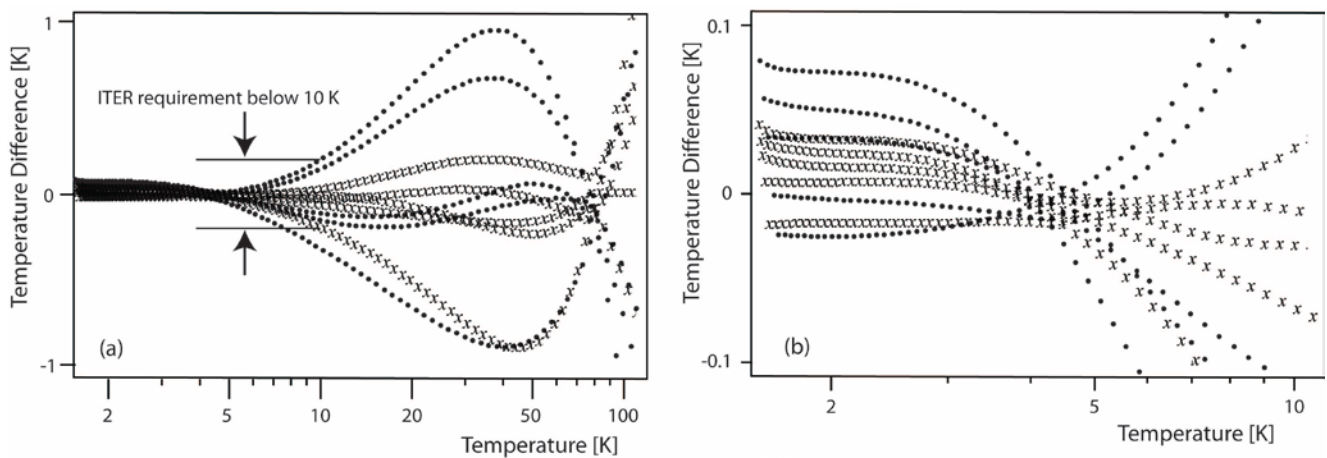 1
0
-1
Temperature Difference [K]
ITER requirement below 10 K
(a)
2
5
10
20
50
100
Temperature [K]
0.1
0
-0.1
Temperature Difference [K]
(b)
2
5
10
Temperature [K]